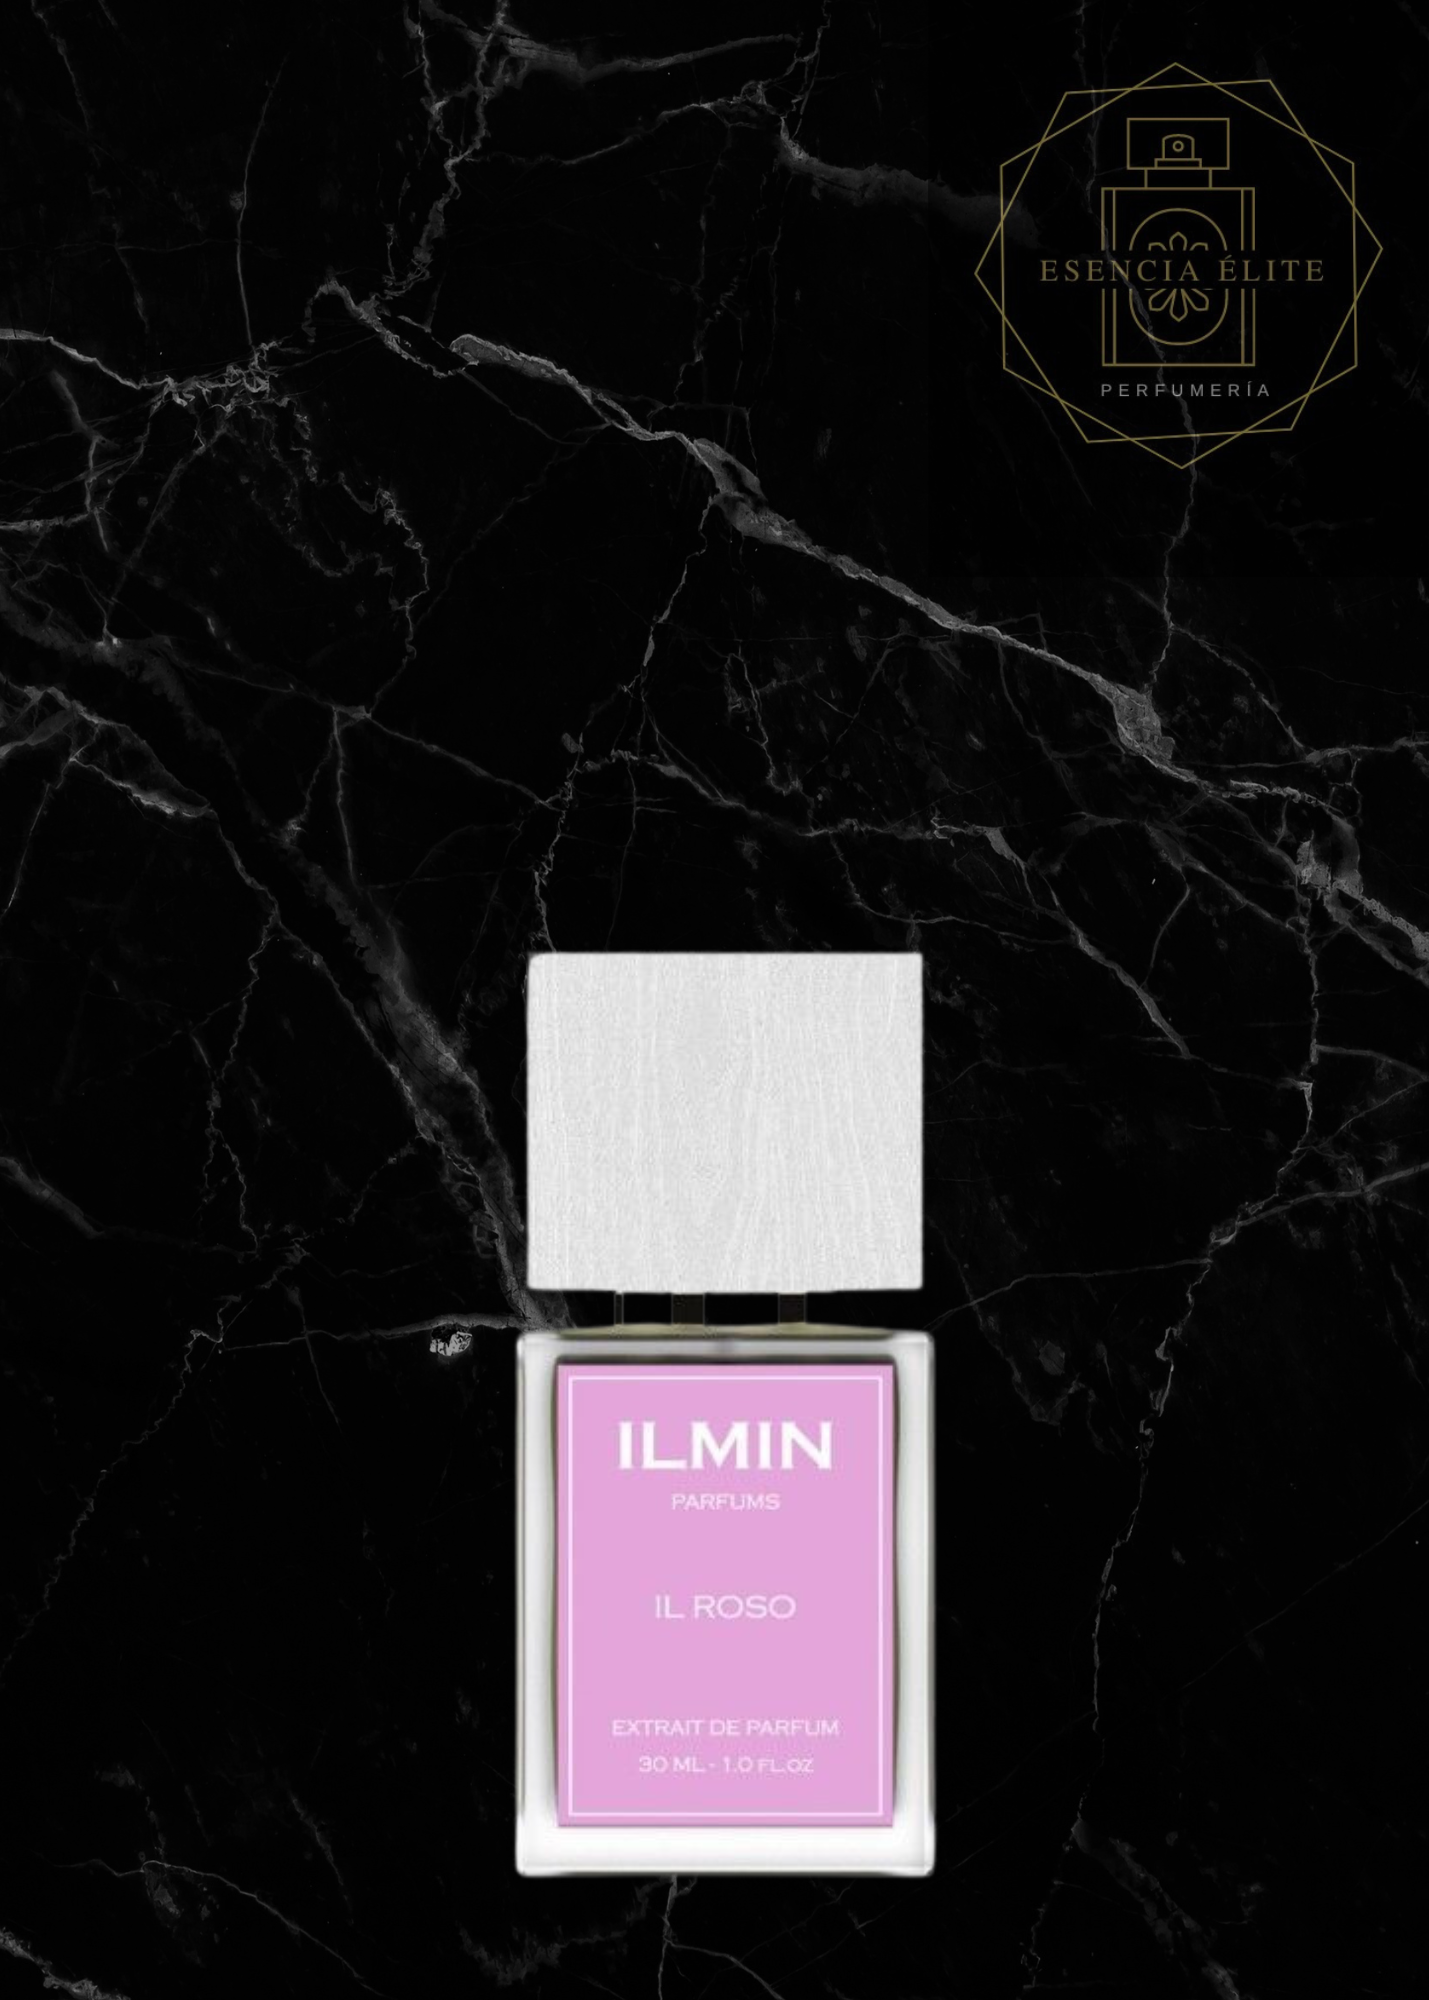 ESENCIA ÉLITE
PERFUMERÍA
ILMIN
PARFUMS
IL ROSO
EXTRAIT DE PARFUM
30 ML - 1.0 FL.OZ